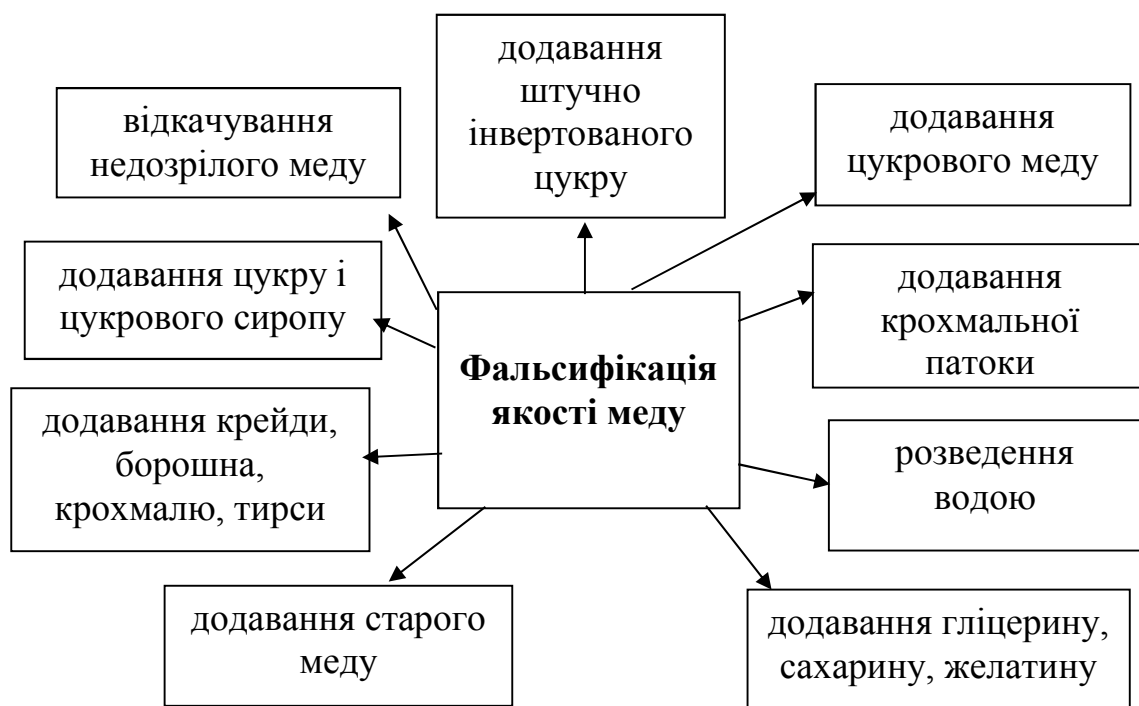 додавання
штучно
інвертованого
цукру
відкачування
недозрілого меду
додавання
цукрового меду
додавання цукру і
цукрового сиропу
додавання
крохмальної
патоки
Фальсифікація
якості меду
додавання крейди,
борошна,
крохмалю, тирси
розведення
водою
додавання старого
меду
додавання гліцерину,
сахарину, желатину